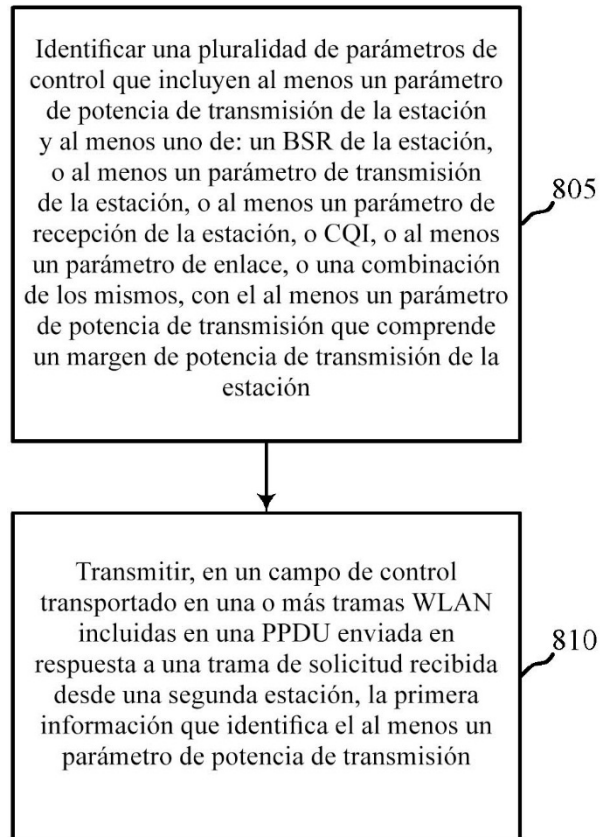 Identificar una pluralidad de parámetros de
control que incluyen al menos un parámetro
de potencia de transmisión de la estación
y al menos uno de: un BSR de la estación,
o al menos un parámetro de transmisión
de la estación, o al menos un parámetro de
recepción de la estación, o CQI, o al menos
un parámetro de enlace, o una combinación
de los mismos, con el al menos un parámetro
de potencia de transmisión que comprende
un margen de potencia de transmisión de la
estación
805
Transmitir, en un campo de control
transportado en una o más tramas WLAN
incluidas en una PPDU enviada en
respuesta a una trama de solicitud recibida
desde una segunda estación, la primera
información que identifica el al menos un
parámetro de potencia de transmisión
810